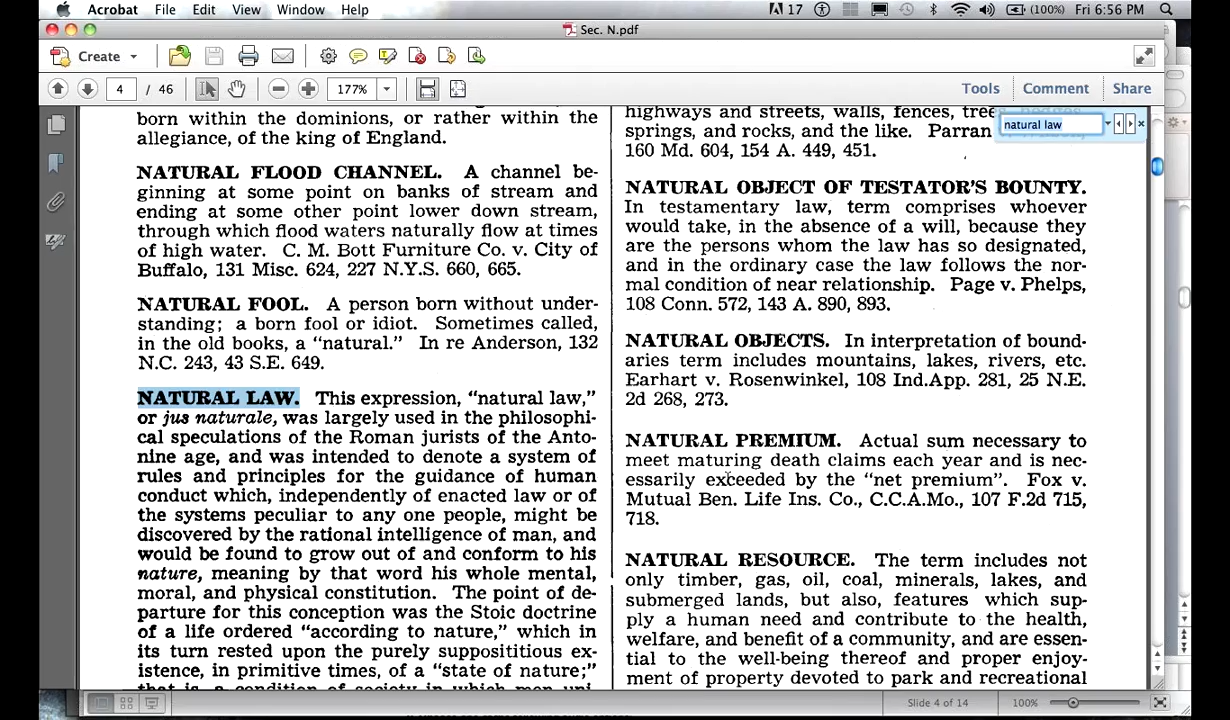 Acrobat File Edit View Window Help
17 (100%) Fri 6:56 PM
Sec. N.pdf
Create
4 / 46 177% Tools Comment Share
natural law
born within the dominions, or rather within the
allegiance, of the king of England.
NATURAL FLOOD CHANNEL. A channel be-
ginning at some point on banks of stream and
ending at some other point lower down stream,
through which flood waters naturally flow at times
of high water. C. M. Bott Furniture Co. v. City of
Buffalo, 131 Misc. 624, 227 N.Y.S. 660, 665.
NATURAL FOOL. A person born without under-
standing; a born fool or idiot. Sometimes called,
in the old books, a "natural." In re Anderson, 132
N.C. 243, 43 S.E. 649.
NATURAL LAW. This expression, "natural law,"
or jus naturale, was largely used in the philosophi-
cal speculations of the Roman jurists of the Anto-
nine age, and was intended to denote a system of
rules and principles for the guidance of human
conduct which, independently of enacted law or of
the systems peculiar to any one people, might be
discovered by the rational intelligence of man, and
would be found to grow out of and conform to his
nature, meaning by that word his whole mental,
moral, and physical constitution. The point of de-
parture for this conception was the Stoic doctrine
of a life ordered "according to nature," which in
its turn rested upon the purely supposititious ex-
istence, in primitive times, of a "state of nature;"
that is, a condition of society in which men uni-
highways and streets, walls, fences, trees,
springs, and rocks, and the like. Parran
160 Md. 604, 154 A. 449, 451.
NATURAL OBJECT OF TESTATOR'S BOUNTY.
In testamentary law, term comprises whoever
would take, in the absence of a will, because they
are the persons whom the law has so designated,
and in the ordinary case the law follows the nor-
mal condition of near relationship. Page v. Phelps,
108 Conn. 572, 143 A. 890, 893.
NATURAL OBJECTS. In interpretation of bound-
aries term includes mountains, lakes, rivers, etc.
Earhart v. Rosenwinkel, 108 Ind.App. 281, 25 N.E.
2d 268, 273.
NATURAL PREMIUM. Actual sum necessary to
meet maturing death claims each year and is nec-
essarily exceeded by the "net premium". Fox v.
Mutual Ben. Life Ins. Co., C.C.A.Mo., 107 F.2d 715,
718.
NATURAL RESOURCE. The term includes not
only timber, gas, oil, coal, minerals, lakes, and
submerged lands, but also, features which sup-
ply a human need and contribute to the health,
welfare, and benefit of a community, and are essen-
tial to the well-being thereof and proper enjoy-
ment of property devoted to park and recreational
Slide 4 of 14 100%